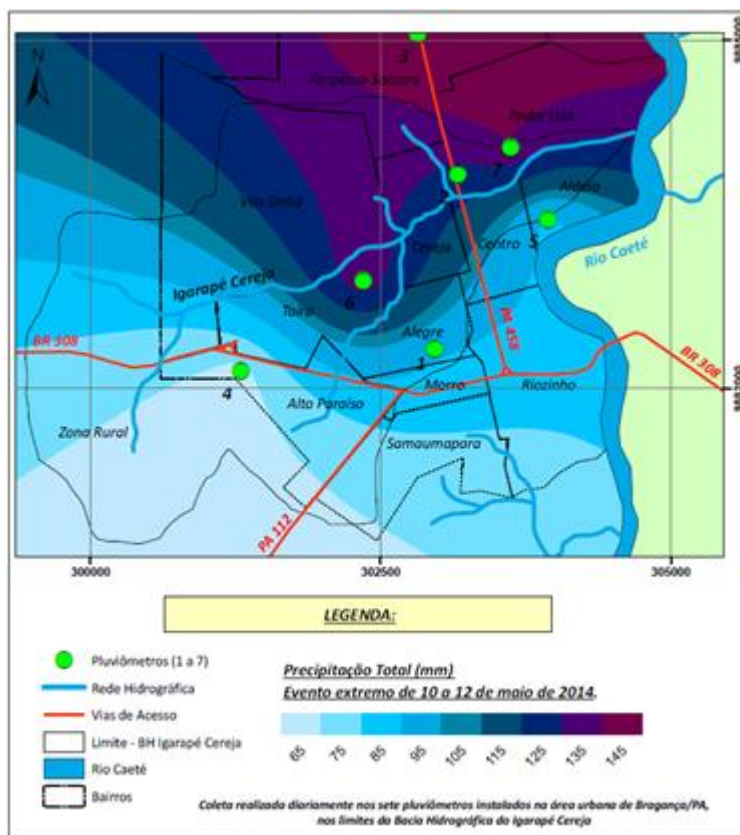 N
3
9885000
Perpétuo Socorro
Padre Luiz
7
2
Vila Sinhá
Aldeia
Cereja
Centro
5
Rio Caeté
Igarapé Cereja
6
Taíra
PA 458
BR 308
Alegre
1
BR 308
4
Morro
Riozinho
Alto Paraíso
Zona Rural
Samaumapara
PA 112
300000
302500
305000
LEGENDA:
Pluviômetros (1 a 7)
Rede Hidrográfica
Vias de Acesso
Limite - BH Igarapé Cereja
Rio Caeté
Bairros
Precipitação Total (mm)
Evento extremo de 10 a 12 de maio de 2014.
65 75 85 95 105 115 125 135 145
Coleta realizada diariamente nos sete pluviômetros instalados na área urbana de Bragança/PA,
nos limites da Bacia Hidrográfica do Igarapé Cereja